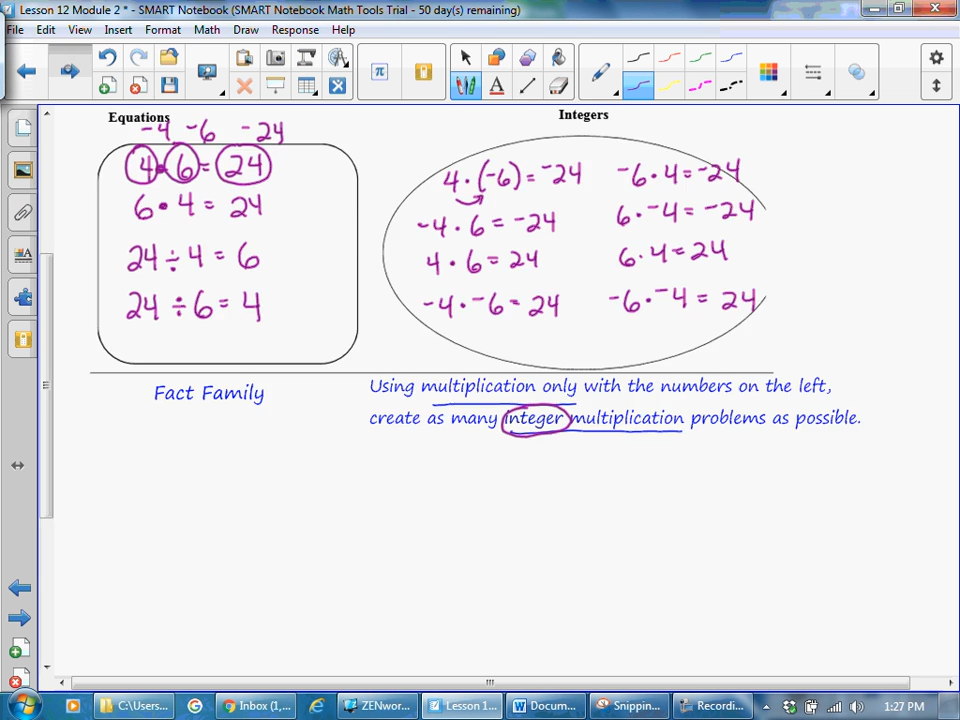 Lesson 12 Module 2 * - SMART Notebook (SMART Notebook Math Tools Trial - 50 day(s) remaining)
File Edit View Insert Format Math Draw Response Help
Equations
-4 -6 -24
4 • 6 = 24
6 • 4 = 24
24 ÷ 4 = 6
24 ÷ 6 = 4
Integers
4 · (-6) = -24
-4 · 6 = -24
4 · 6 = 24
-4 · -6 = 24
-6 · 4 = -24
6 · -4 = -24
6 · 4 = 24
-6 · -4 = 24
Fact Family
Using multiplication only with the numbers on the left,
create as many integer multiplication problems as possible.
C:\Users... Inbox (1,... ZENwor... Lesson 1... Docum... Snippin... Recordi... 1:27 PM